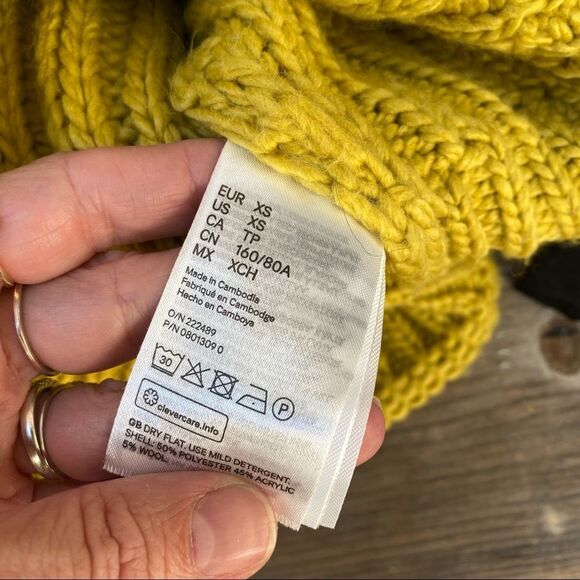 EUR XS
US XS
CA TP
CN 160/80A
MX XCH
Made in Cambodia
Fabriqué en Cambodge
Hecho en Camboya
O/N 222489
P/N 0801309 0
30
P
clevercare.info
GB DRY FLAT. USE MILD DETERGENT.
SHELL: 50% POLYESTER 45% ACRYLIC
5% WOOL